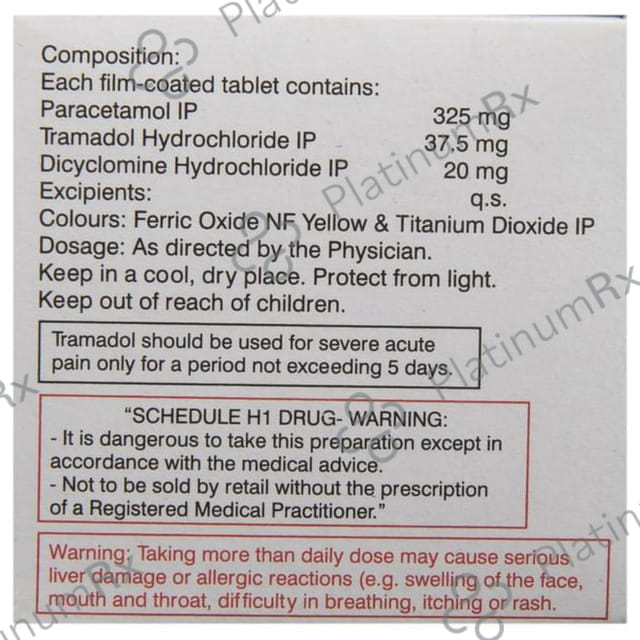 Composition:
Each film-coated tablet contains:
Paracetamol IP 325 mg
Tramadol Hydrochloride IP 37.5 mg
Dicyclomine Hydrochloride IP 20 mg
Excipients: q.s.
Colours: Ferric Oxide NF Yellow & Titanium Dioxide IP
Dosage: As directed by the Physician.
Keep in a cool, dry place. Protect from light.
Keep out of reach of children.
Tramadol should be used for severe acute
pain only for a period not exceeding 5 days.
“SCHEDULE H1 DRUG- WARNING:
- It is dangerous to take this preparation except in
accordance with the medical advice.
- Not to be sold by retail without the prescription
of a Registered Medical Practitioner.”
Warning: Taking more than daily dose may cause serious
liver damage or allergic reactions (e.g. swelling of the face,
mouth and throat, difficulty in breathing, itching or rash.
PlatinumRx
PlatinumRx